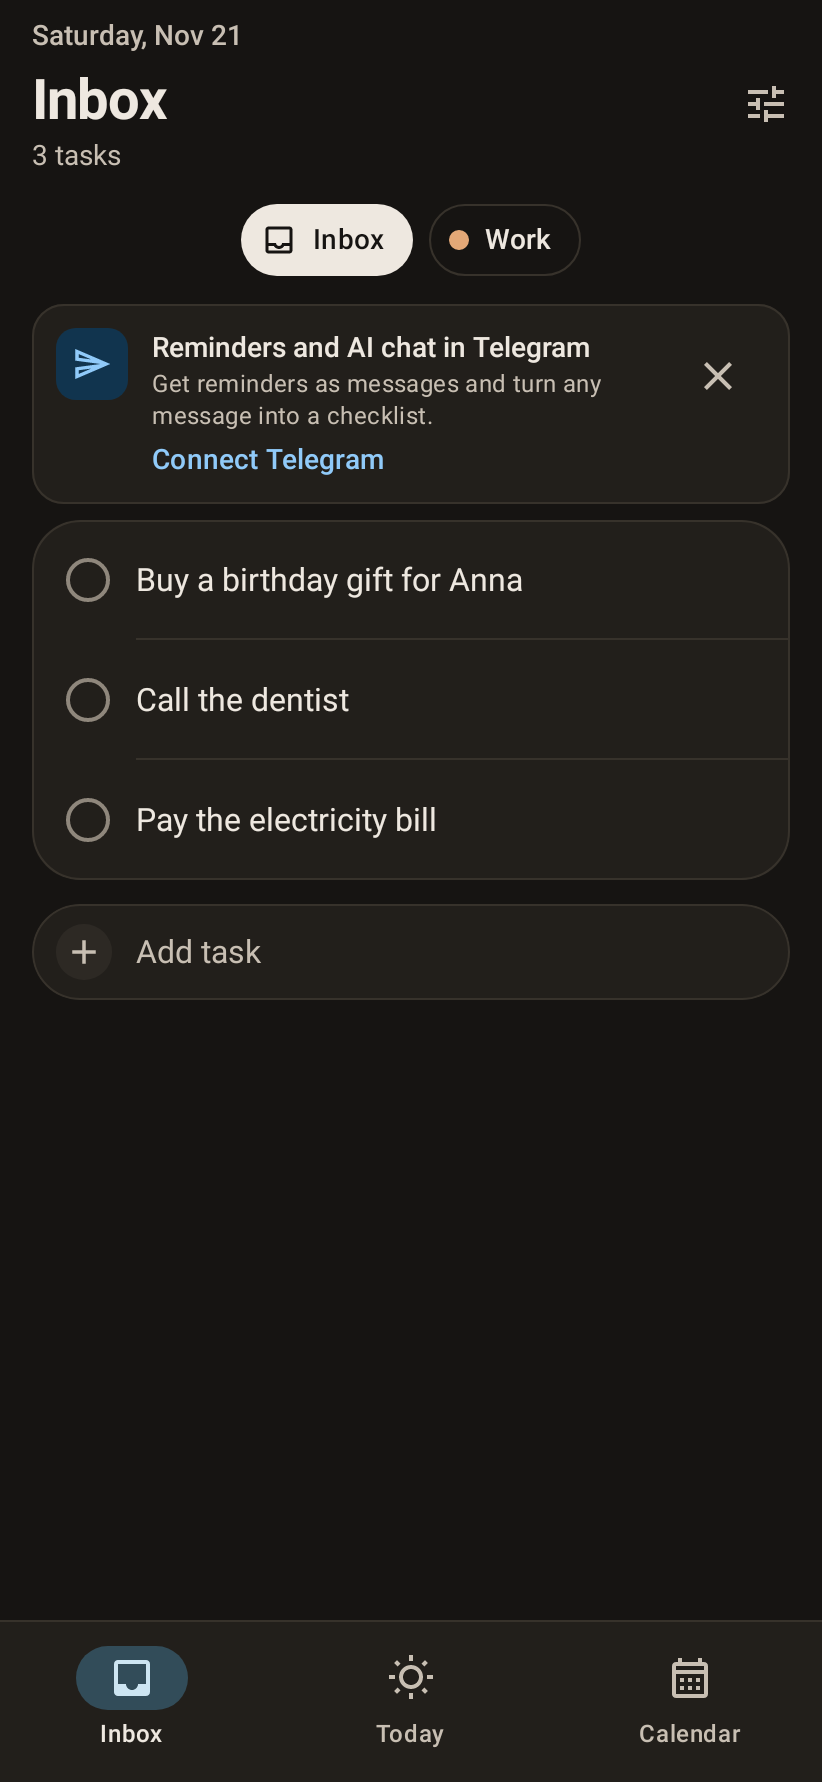 Saturday, Nov 21
Inbox
3 tasks
Inbox
Work
Reminders and AI chat in Telegram
Get reminders as messages and turn any
message into a checklist.
Connect Telegram
Buy a birthday gift for Anna
Call the dentist
Pay the electricity bill
Add task
Inbox
Today
Calendar